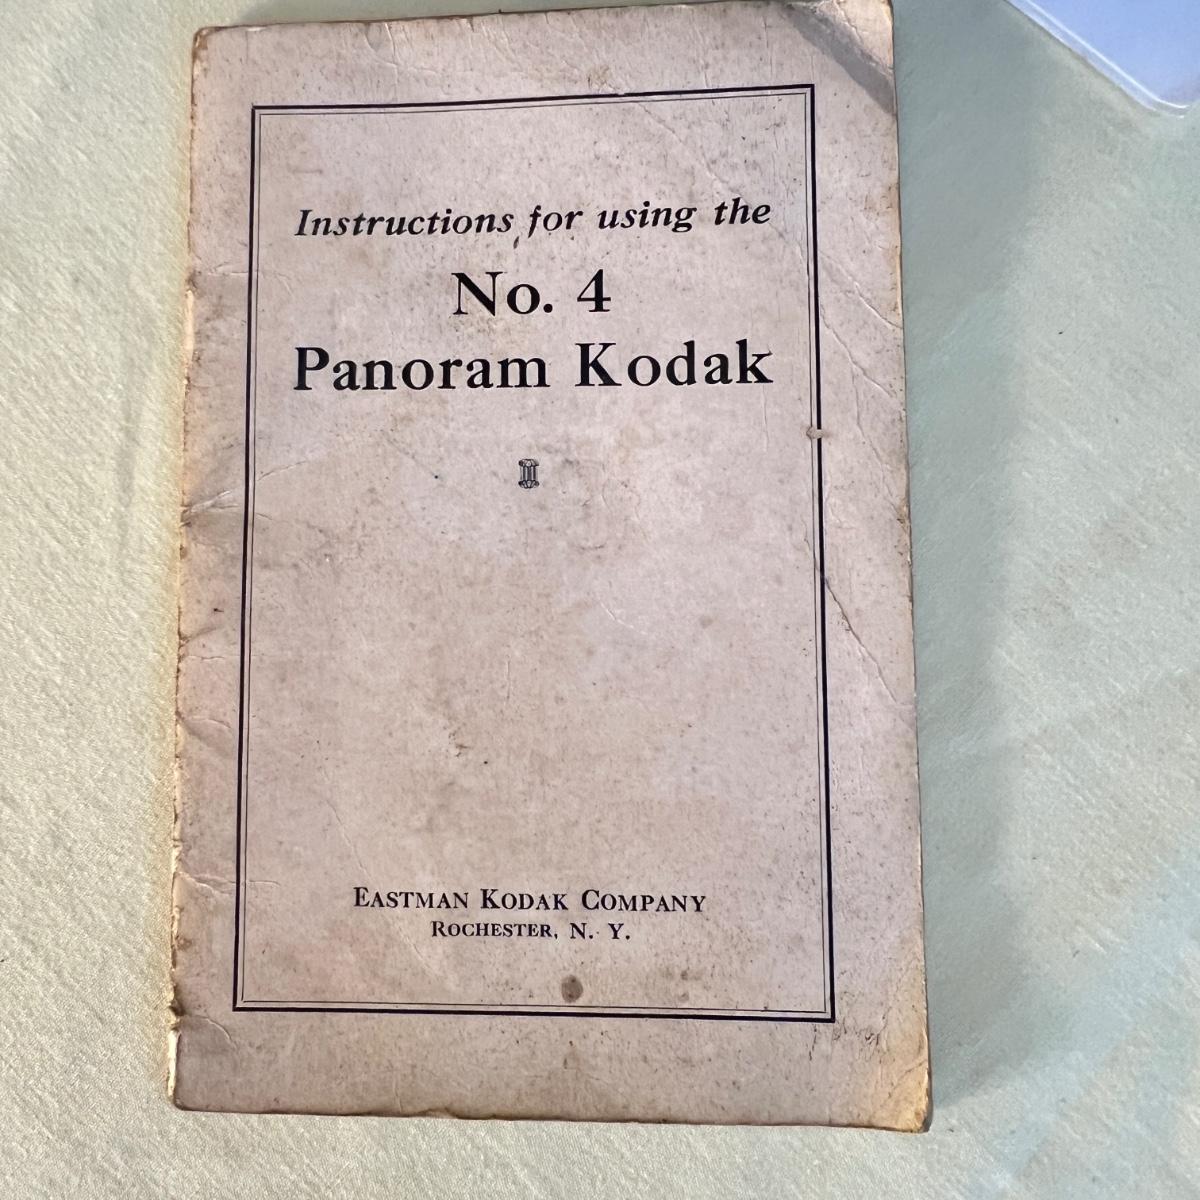 Instructions for using the
No. 4
Panoram Kodak
EASTMAN KODAK COMPANY
ROCHESTER, N. Y.